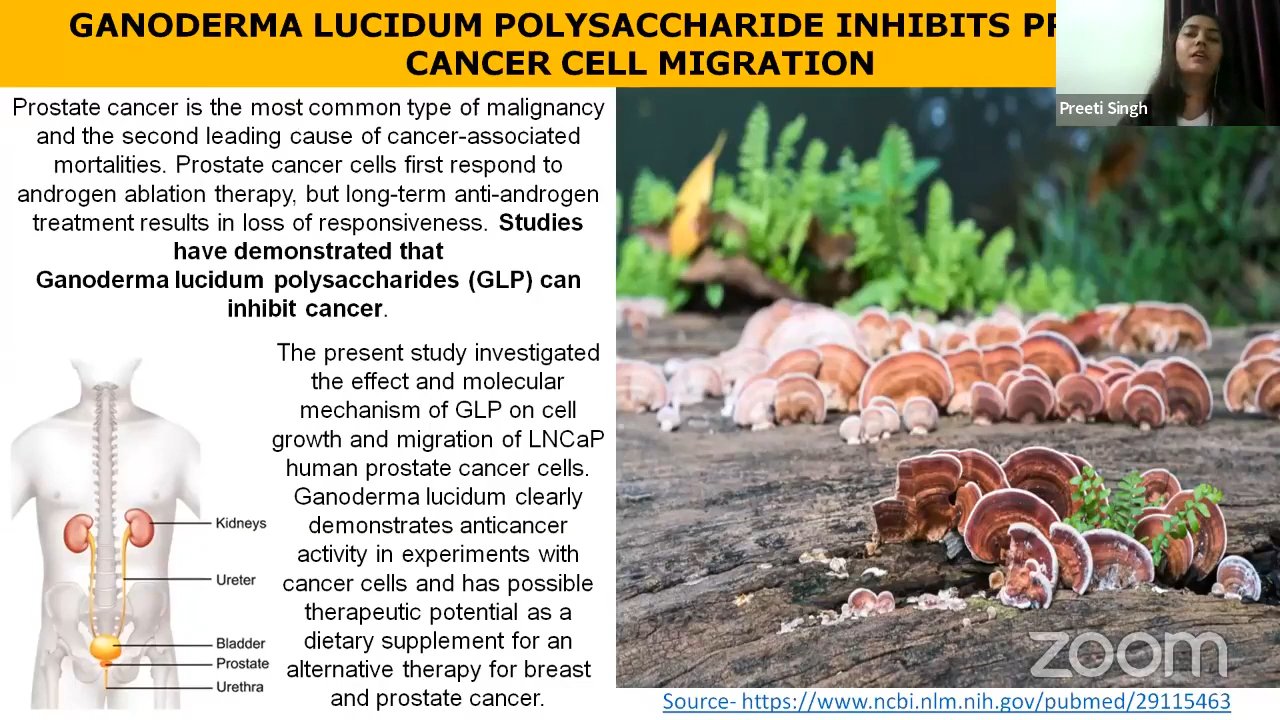 GANODERMA LUCIDUM POLYSACCHARIDE INHIBITS
CANCER CELL MIGRATION
Preeti Singh
Prostate cancer is the most common type of malignancy
and the second leading cause of cancer-associated
mortalities. Prostate cancer cells first respond to
androgen ablation therapy, but long-term anti-androgen
treatment results in loss of responsiveness. Studies
have demonstrated that
Ganoderma lucidum polysaccharides (GLP) can
inhibit cancer.
The present study investigated
the effect and molecular
mechanism of GLP on cell
growth and migration of LNCaP
human prostate cancer cells.
Ganoderma lucidum clearly
demonstrates anticancer
activity in experiments with
cancer cells and has possible
therapeutic potential as a
dietary supplement for an
alternative therapy for breast
and prostate cancer.
Kidneys
Ureter
Bladder
Prostate
Urethra
zoom
Source- https://www.ncbi.nlm.nih.gov/pubmed/29115463